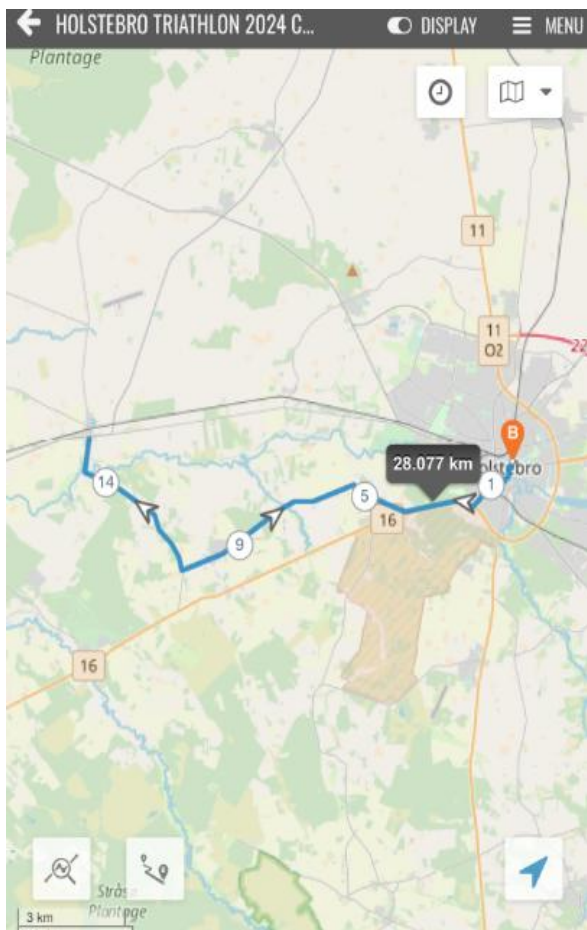 HOLSTEBRO TRIATHLON 2024 C... DISPLAY MENU
Plantage
11
11
O2
22
B
28.077 km
olstebro
14
1
5
16
9
16
Strås
Plantage
3 km